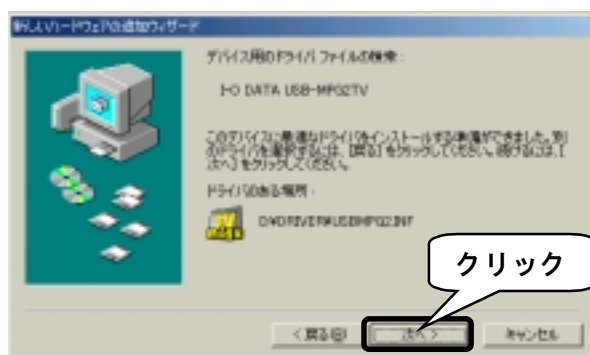 新しいハードウェアの追加ウィザード
デバイス用のドライバ ファイルの検索:
I-O DATA USB-MPG2TV
このデバイスに最適なドライバをインストールする準備ができました。別
のドライバを選択するには、[戻る] をクリックしてください。続けるには、[
次へ] をクリックしてください。
ドライバのある場所:
D:¥DRIVER¥USBMPG2.INF
クリック
< 戻る(B)
次へ >
キャンセル